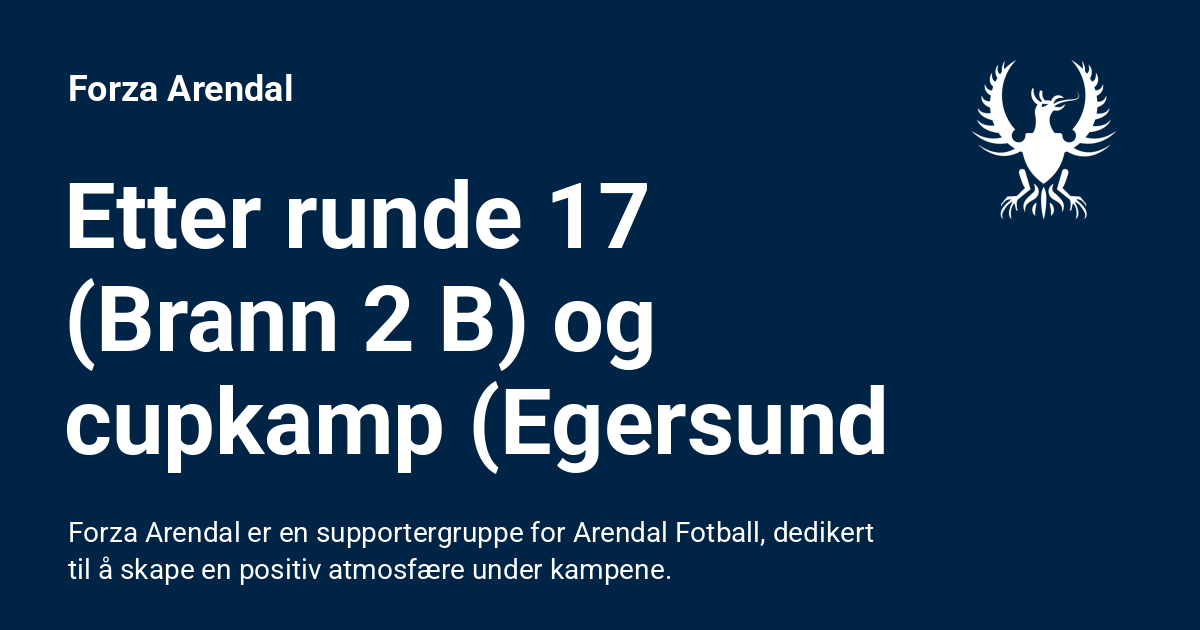 Forza Arendal
Etter runde 17
(Brann 2 B) og
cupkamp (Egersund
Forza Arendal er en supportergruppe for Arendal Fotball, dedikert
til å skape en positiv atmosfære under kampene.